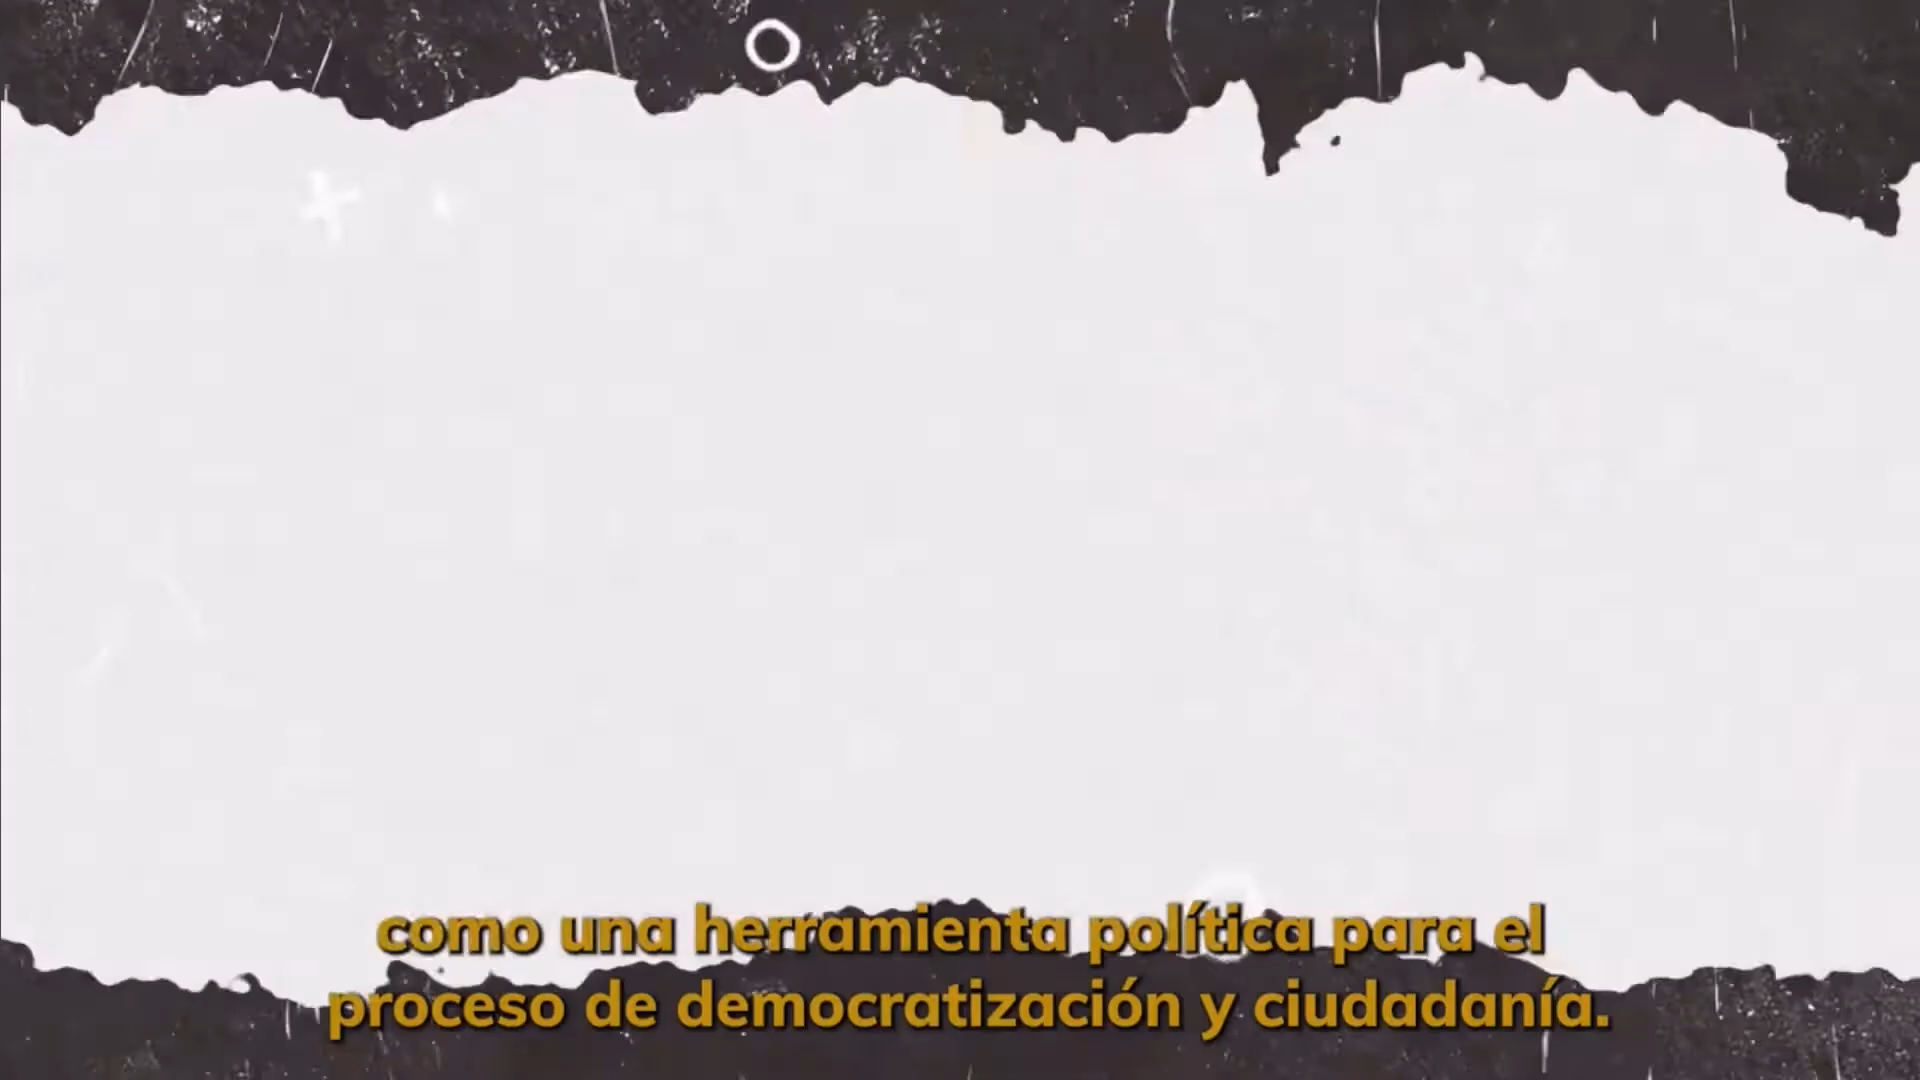 como una herramienta política para el
proceso de democratización y ciudadanía.